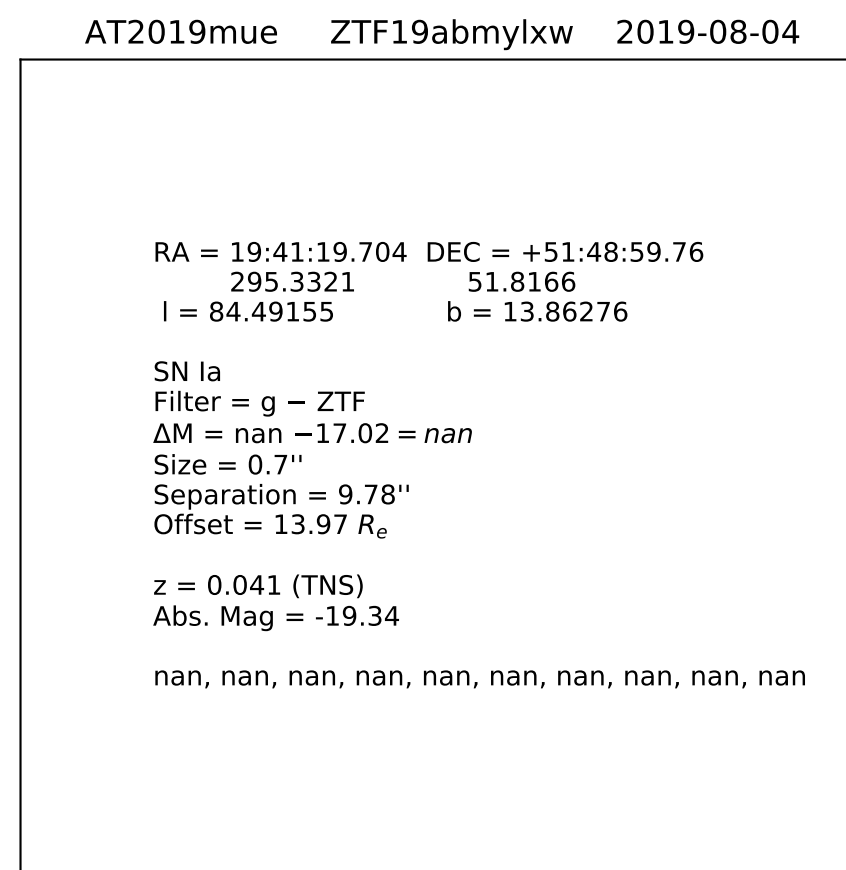 AT2019mue ZTF19abmylxw 2019-08-04
RA = 19:41:19.704 DEC = +51:48:59.76
295.3321 51.8166
l = 84.49155 b = 13.86276
SN Ia
Filter = g − ZTF
ΔM = nan −17.02 = nan
Size = 0.7''
Separation = 9.78''
Offset = 13.97 Rₑ
z = 0.041 (TNS)
Abs. Mag = -19.34
nan, nan, nan, nan, nan, nan, nan, nan, nan, nan